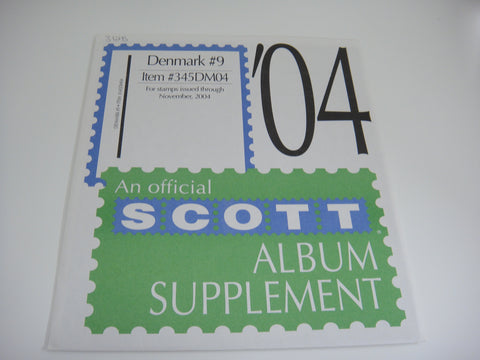 Denmark #9
Item #345DM04
For stamps issued through
November, 2004
'04
An official
SCOTT
ALBUM
SUPPLEMENT